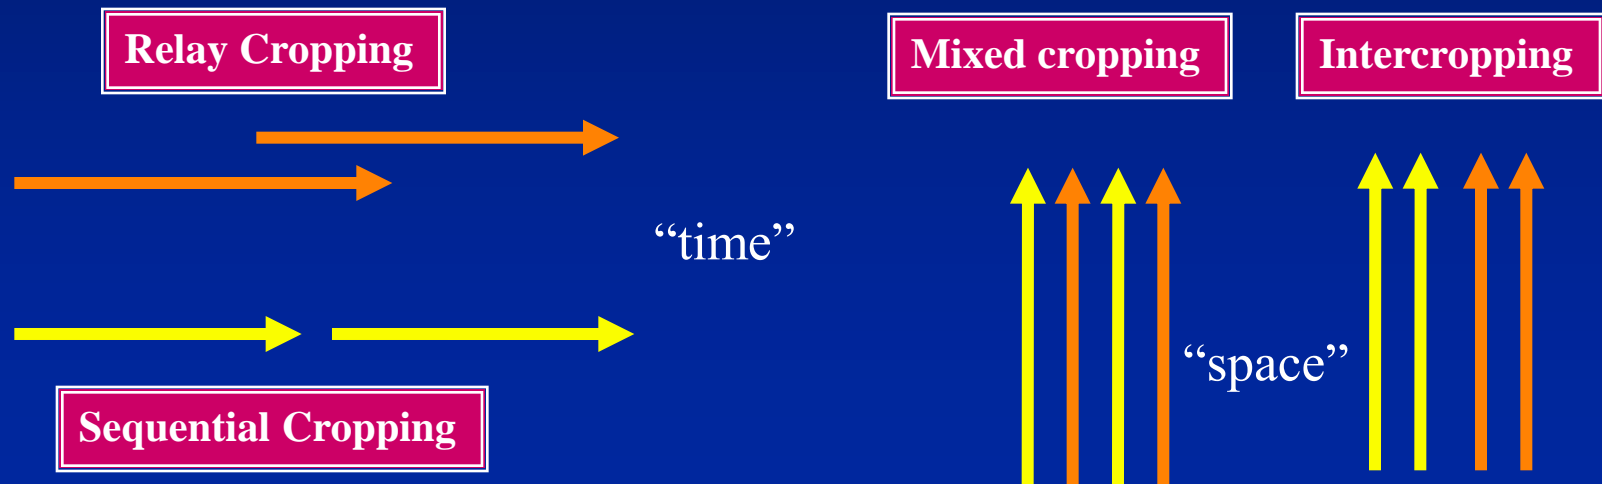 Relay Cropping
Mixed cropping
Intercropping
“time”
“space”
Sequential Cropping